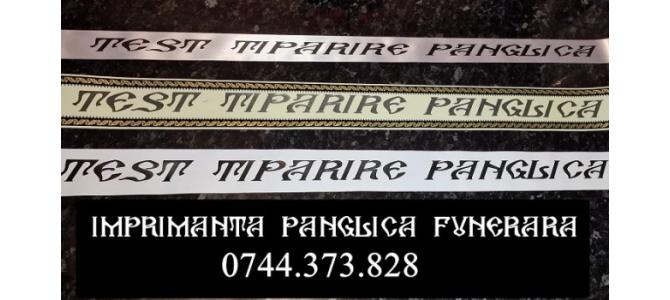 TEST TIPARIRE PANGLICA
TEST TIPARIRE PANGLICA
TEST TIPARIRE PANGLICA
IMPRIMANTA PANGLICA FUNERARA
0744.373.828